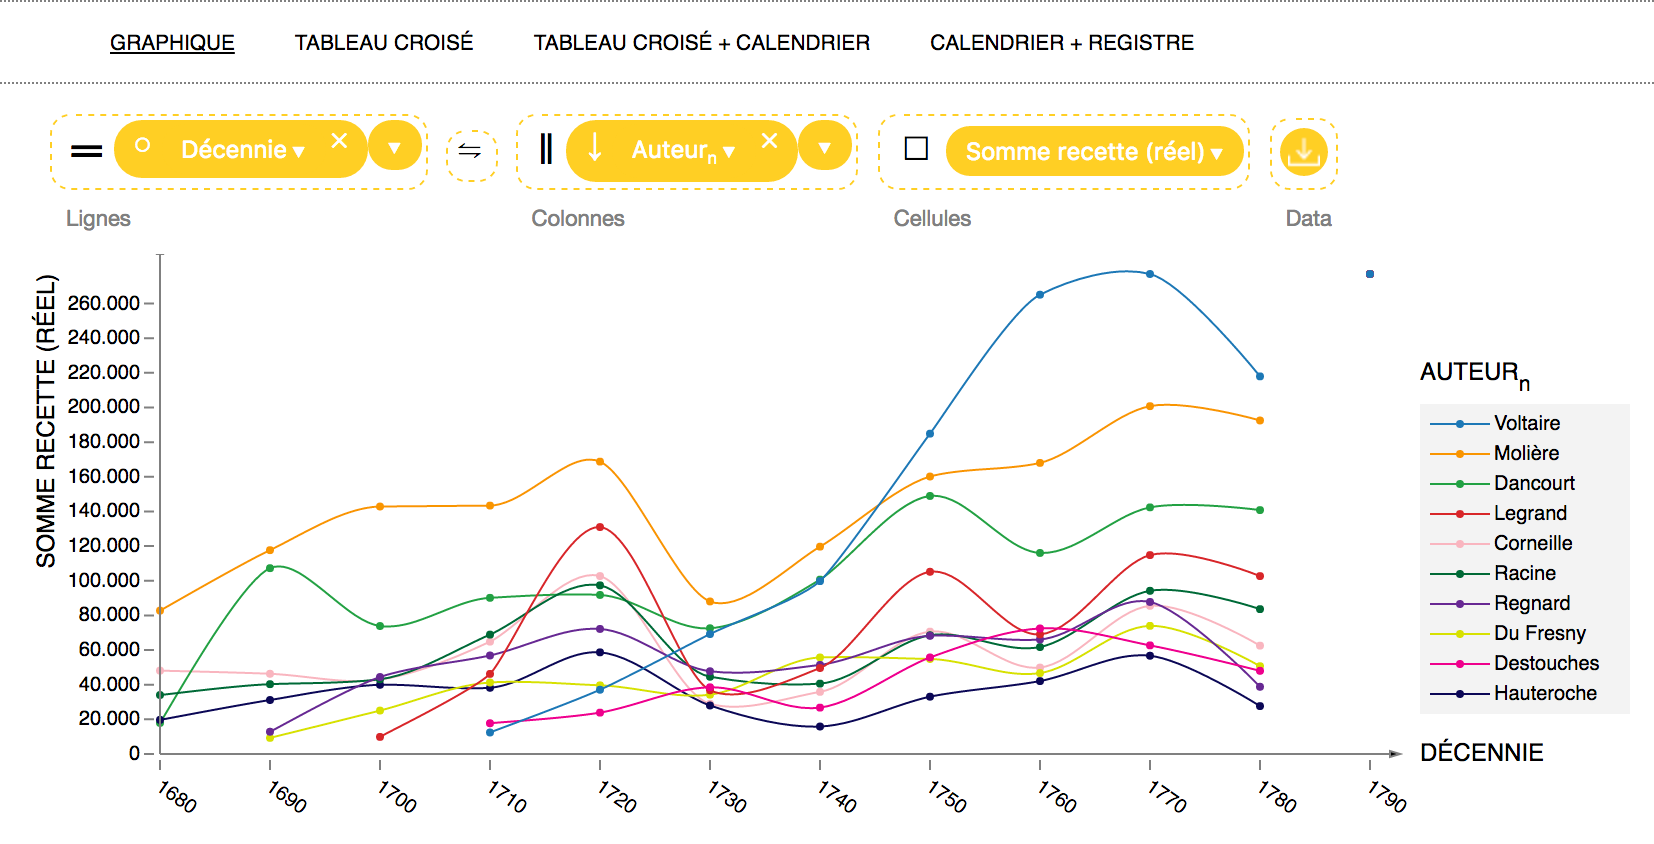 GRAPHIQUE TABLEAU CROISÉ TABLEAU CROISÉ + CALENDRIER CALENDRIER + REGISTRE
Décennie Auteurn Somme recette (réel)
Lignes Colonnes Cellules Data
SOMME RECETTE (RÉEL)
260.000
240.000
220.000
200.000
180.000
160.000
140.000
120.000
100.000
80.000
60.000
40.000
20.000
0
1680 1690 1700 1710 1720 1730 1740 1750 1760 1770 1780 1790
DÉCENNIE
AUTEURn
Voltaire
Molière
Dancourt
Legrand
Corneille
Racine
Regnard
Du Fresny
Destouches
Hauteroche